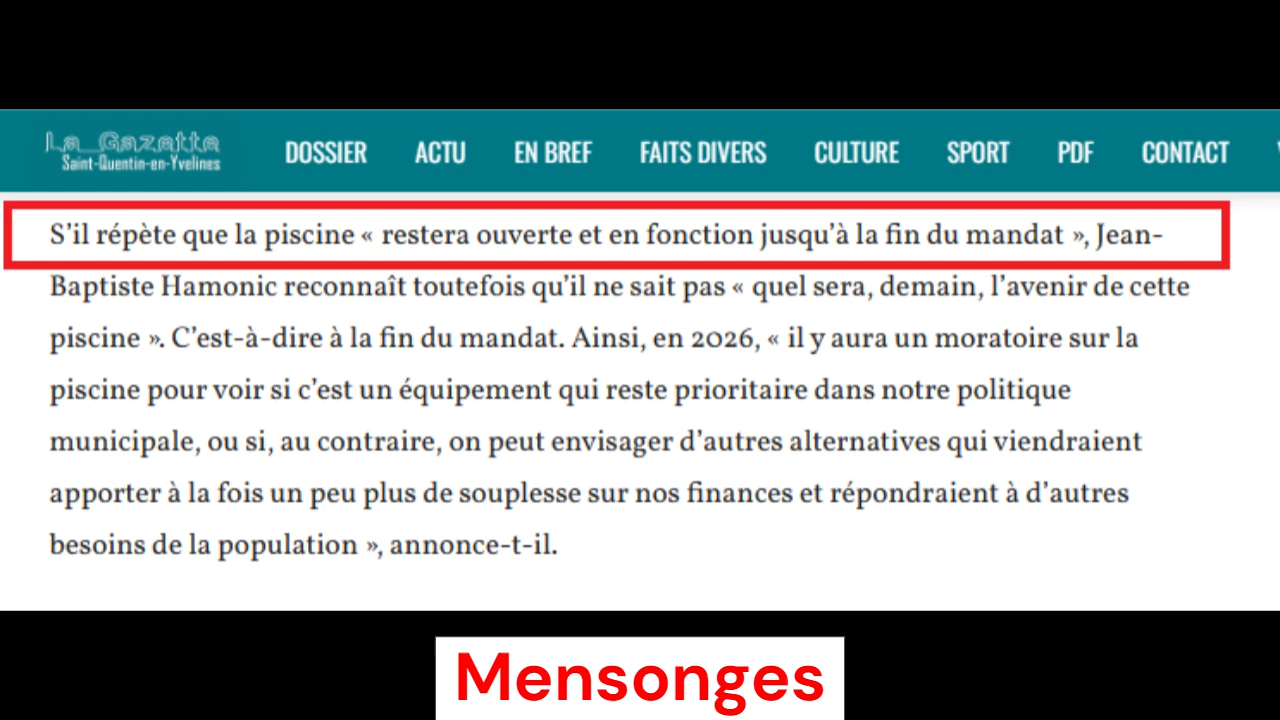 La Gazette
Saint-Quentin-en-Yvelines
DOSSIER ACTU EN BREF FAITS DIVERS CULTURE SPORT PDF CONTACT
S'il répète que la piscine « restera ouverte et en fonction jusqu'à la fin du mandat », Jean-
Baptiste Hamonic reconnaît toutefois qu'il ne sait pas « quel sera, demain, l'avenir de cette
piscine ». C'est-à-dire à la fin du mandat. Ainsi, en 2026, « il y aura un moratoire sur la
piscine pour voir si c'est un équipement qui reste prioritaire dans notre politique
municipale, ou si, au contraire, on peut envisager d'autres alternatives qui viendraient
apporter à la fois un peu plus de souplesse sur nos finances et répondraient à d'autres
besoins de la population », annonce-t-il.
Mensonges